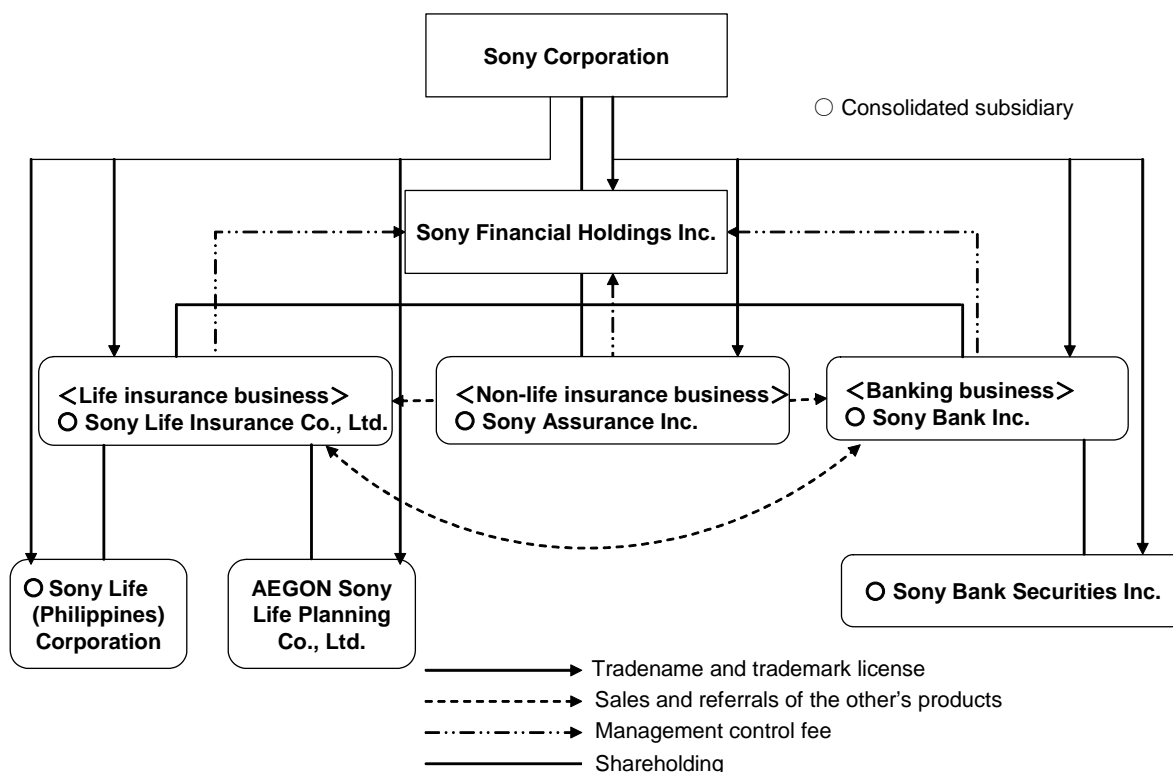 Sony Corporation
○ Consolidated subsidiary
Sony Financial Holdings Inc.
<Life insurance business>
○ Sony Life Insurance Co., Ltd.
<Non-life insurance business>
○ Sony Assurance Inc.
<Banking business>
○ Sony Bank Inc.
○ Sony Life
(Philippines)
Corporation
AEGON Sony
Life Planning
Co., Ltd.
○ Sony Bank Securities Inc.
Tradename and trademark license
Sales and referrals of the other's products
Management control fee
Shareholding